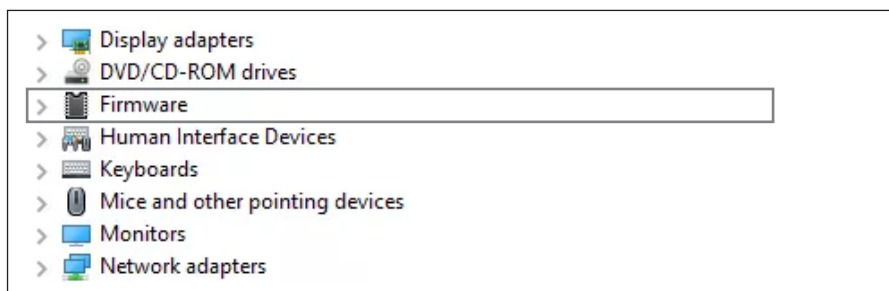 Display adapters
DVD/CD-ROM drives
Firmware
Human Interface Devices
Keyboards
Mice and other pointing devices
Monitors
Network adapters